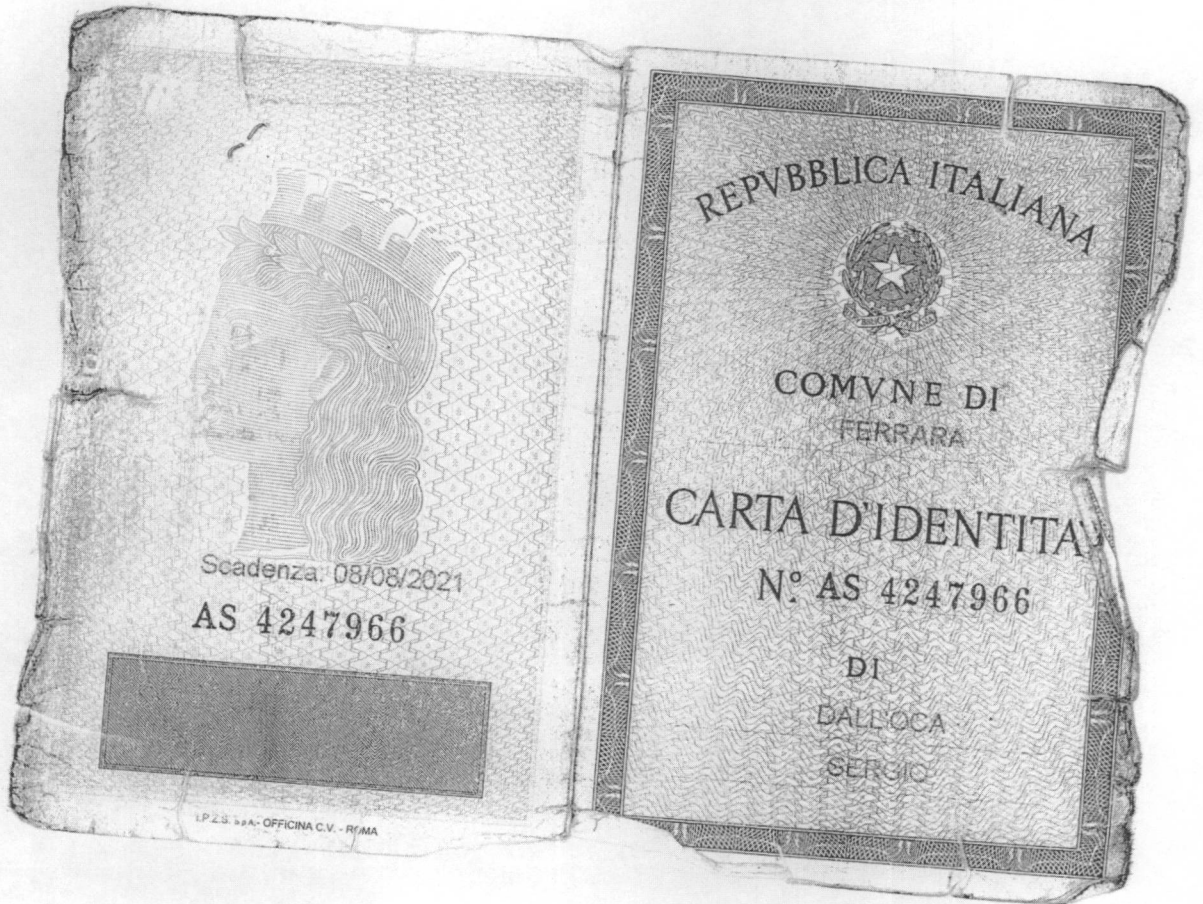 Scadenza: 08/08/2021
AS 4247966
I.P.Z.S. S.p.A. - OFFICINA C.V. - ROMA
REPVBBLICA ITALIANA
COMVNE DI
FERRARA
CARTA D'IDENTITA'
Nº AS 4247966
DI
DALL'OCA
SERGIO